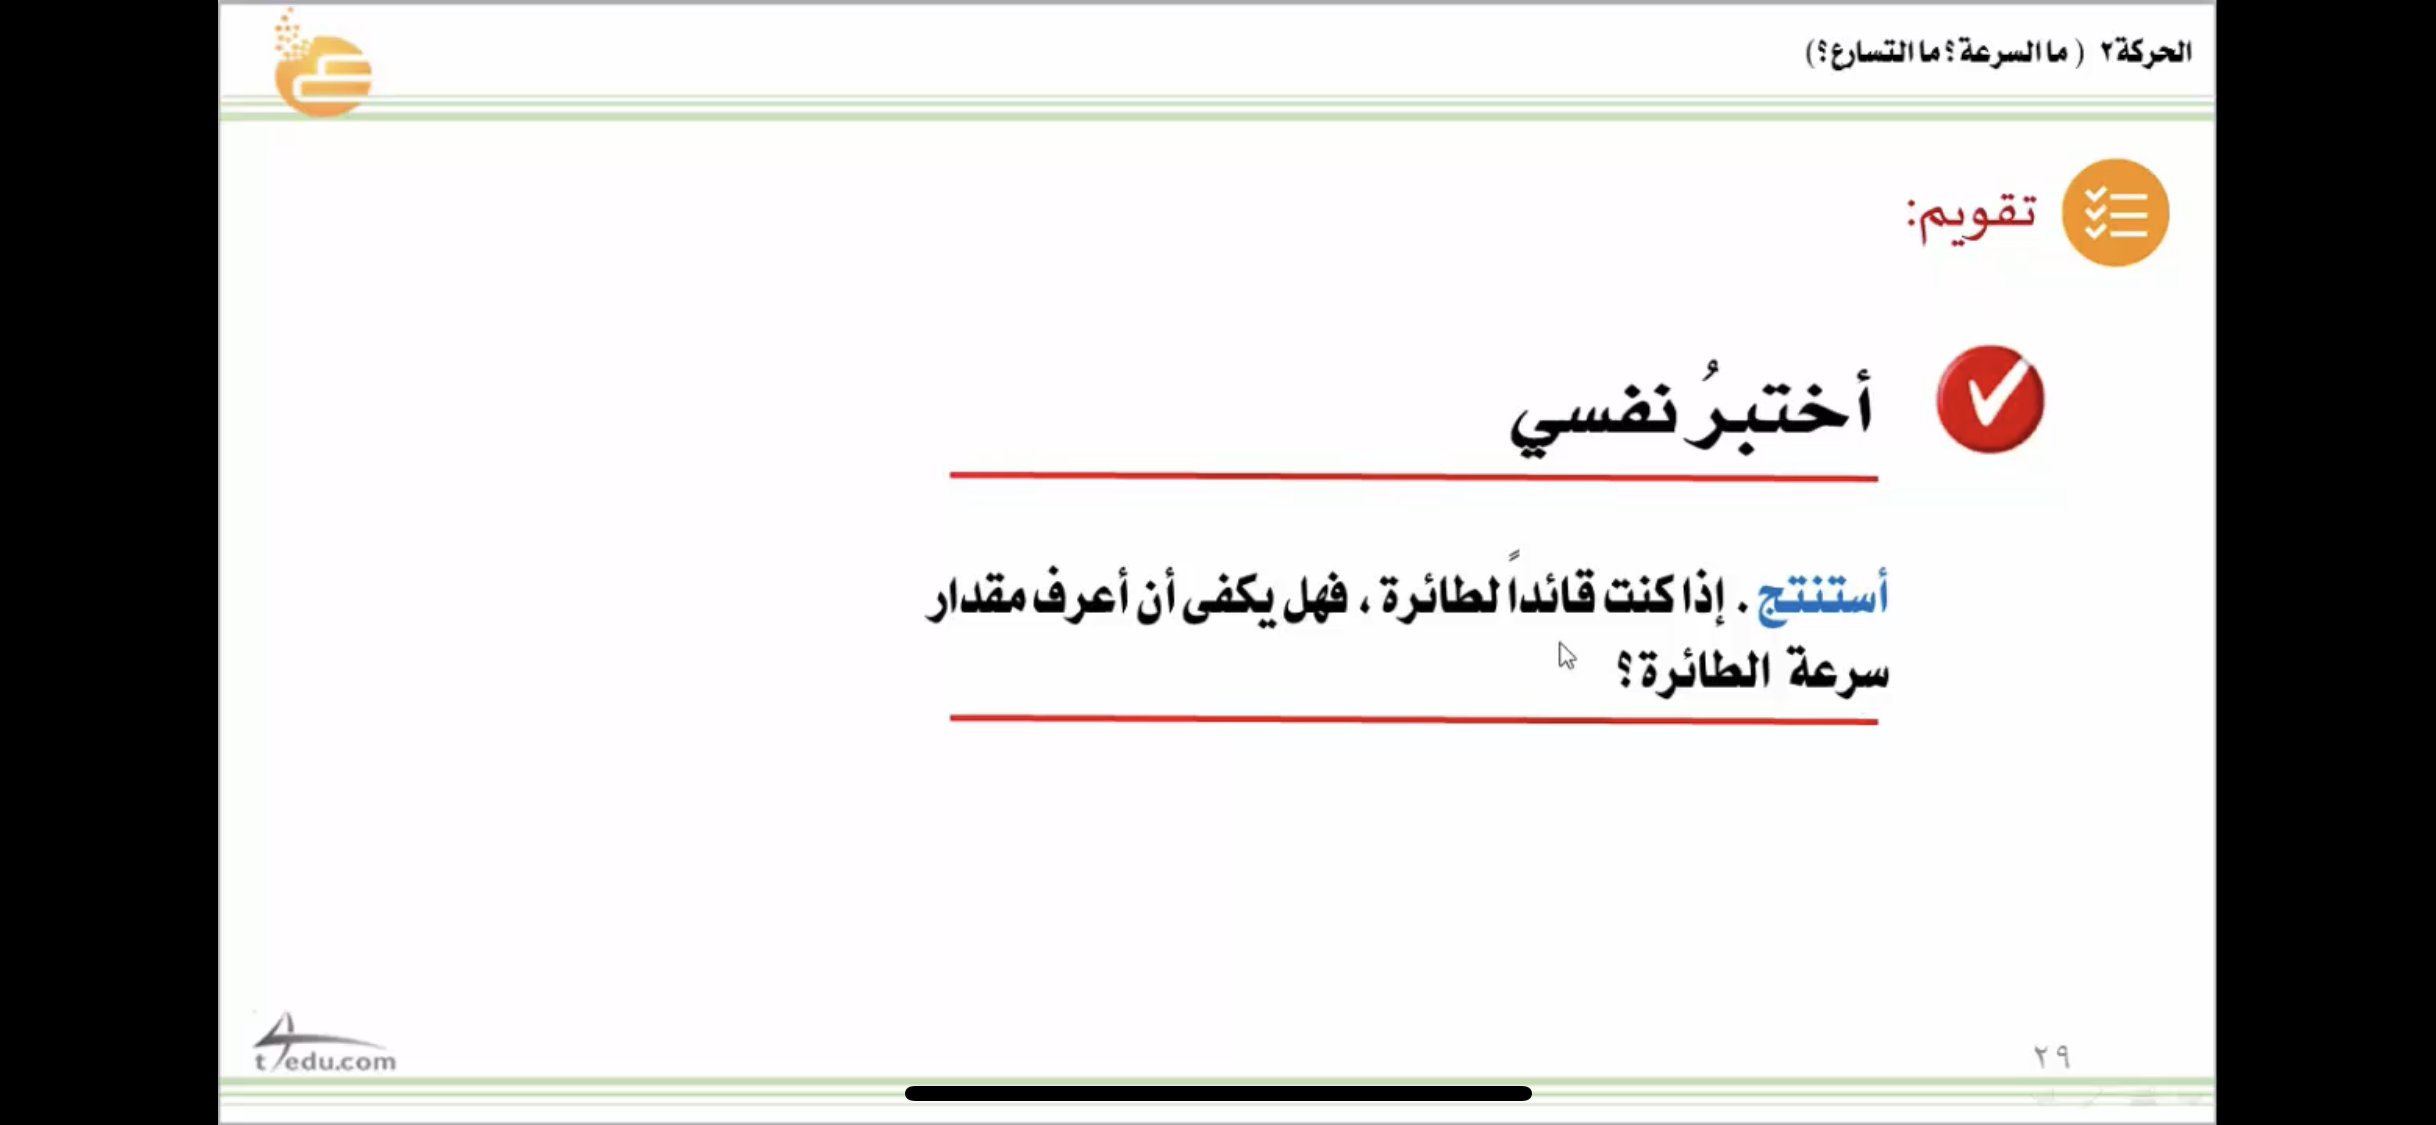 الحركة٢ ( ما السرعة؟ ما التسارع؟)
تقويم:
أختبرُ نفسي
أستنتج . إذا كنت قائداً لطائرة ، فهل يكفى أن أعرف مقدار
سرعة الطائرة؟
t4edu.com
٢٩